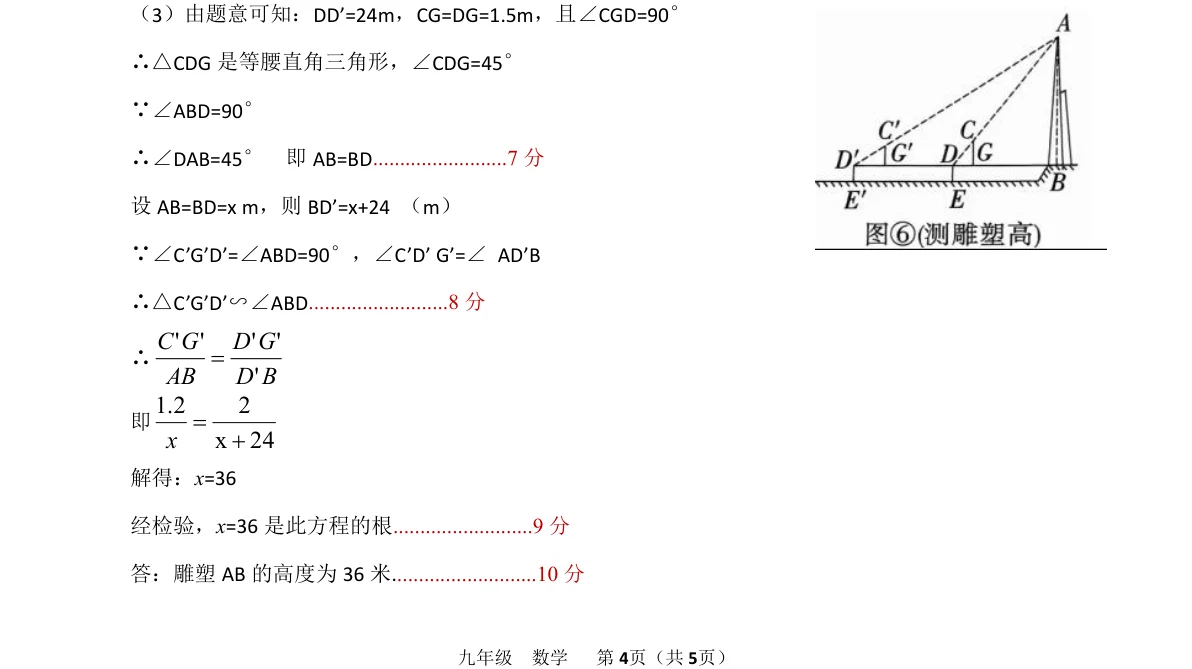 （3）由题意可知：DD’=24m，CG=DG=1.5m，且∠CGD=90°
∴△CDG 是等腰直角三角形，∠CDG=45°
∵∠ABD=90°
∴∠DAB=45° 即 AB=BD.........................7 分
设 AB=BD=x m，则 BD’=x+24 （m）
∵∠C’G’D’=∠ABD=90°，∠C’D’ G’=∠ AD’B
∴△C’G’D’∽∠ABD..........................8 分
∴ C'G'/AB = D'G'/D'B
即 1.2/x = 2/(x+24)
解得：x=36
经检验，x=36 是此方程的根..........................9 分
答：雕塑 AB 的高度为 36 米...........................10 分
A
C' C
D' G' D G
E' E B
图⑥(测雕塑高)
九年级 数学 第 4页（共 5页）